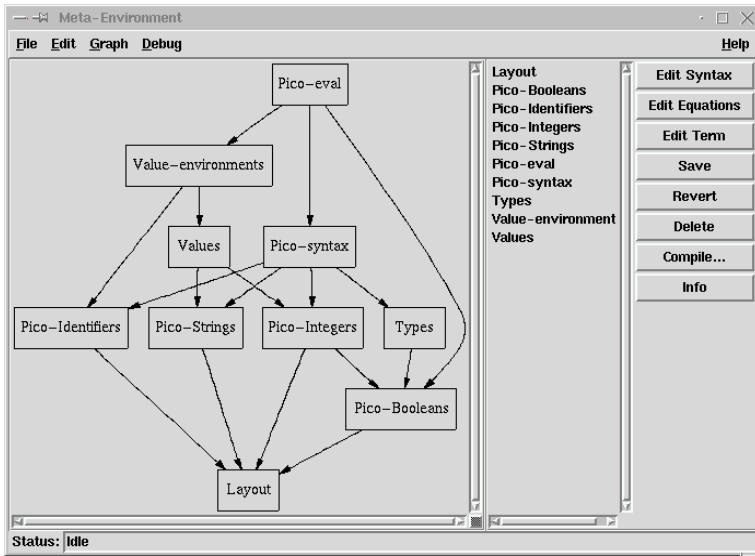 Meta-Environment
File Edit Graph Debug Help
Pico-eval
Value-environments
Values Pico-syntax
Pico-Identifiers Pico-Strings Pico-Integers Types
Pico-Booleans
Layout
Layout
Pico-Booleans
Pico-Identifiers
Pico-Integers
Pico-Strings
Pico-eval
Pico-syntax
Types
Value-environment
Values
Edit Syntax
Edit Equations
Edit Term
Save
Revert
Delete
Compile...
Info
Status: Idle